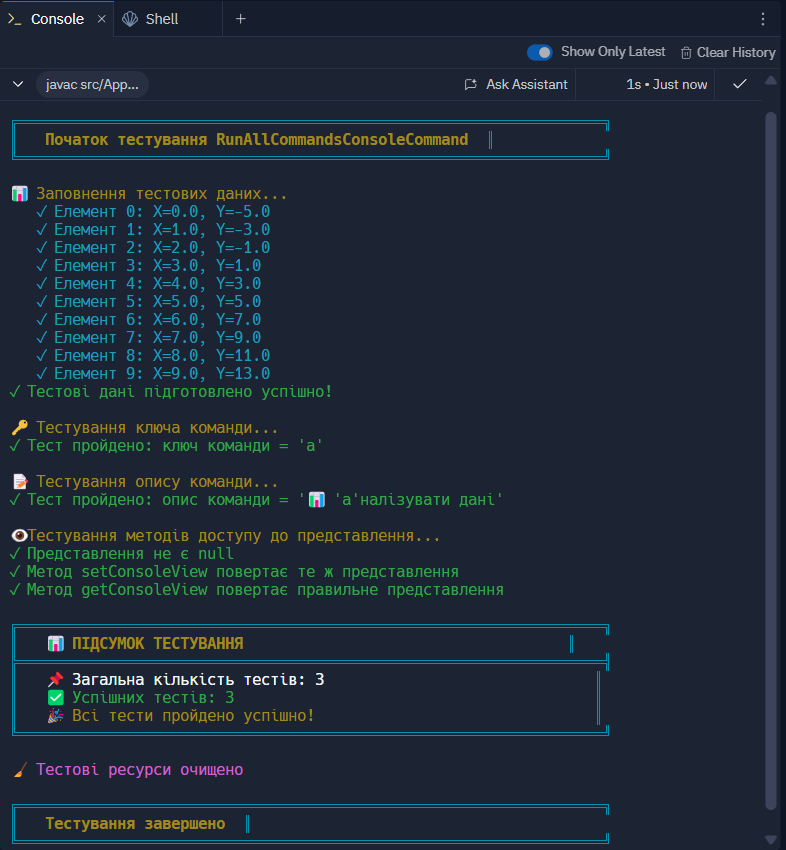 Console
Shell
Show Only Latest
Clear History
javac src/App...
Ask Assistant
1s • Just now
Початок тестування RunAllCommandsConsoleCommand
Заповнення тестових даних...
✓ Елемент 0: X=0.0, Y=-5.0
✓ Елемент 1: X=1.0, Y=-3.0
✓ Елемент 2: X=2.0, Y=-1.0
✓ Елемент 3: X=3.0, Y=1.0
✓ Елемент 4: X=4.0, Y=3.0
✓ Елемент 5: X=5.0, Y=5.0
✓ Елемент 6: X=6.0, Y=7.0
✓ Елемент 7: X=7.0, Y=9.0
✓ Елемент 8: X=8.0, Y=11.0
✓ Елемент 9: X=9.0, Y=13.0
✓ Тестові дані підготовлено успішно!
🔑 Тестування ключа команди...
✓ Тест пройдено: ключ команди = 'a'
📝 Тестування опису команди...
✓ Тест пройдено: опис команди = '📊 'a'налізувати дані'
👁Тестування методів доступу до представлення...
✓ Представлення не є null
✓ Метод setConsoleView повертає те ж представлення
✓ Метод getConsoleView повертає правильне представлення
📊 ПІДСУМОК ТЕСТУВАННЯ
📌 Загальна кількість тестів: 3
✅ Успішних тестів: 3
🎉 Всі тести пройдено успішно!
🖌 Тестові ресурси очищено
Тестування завершено